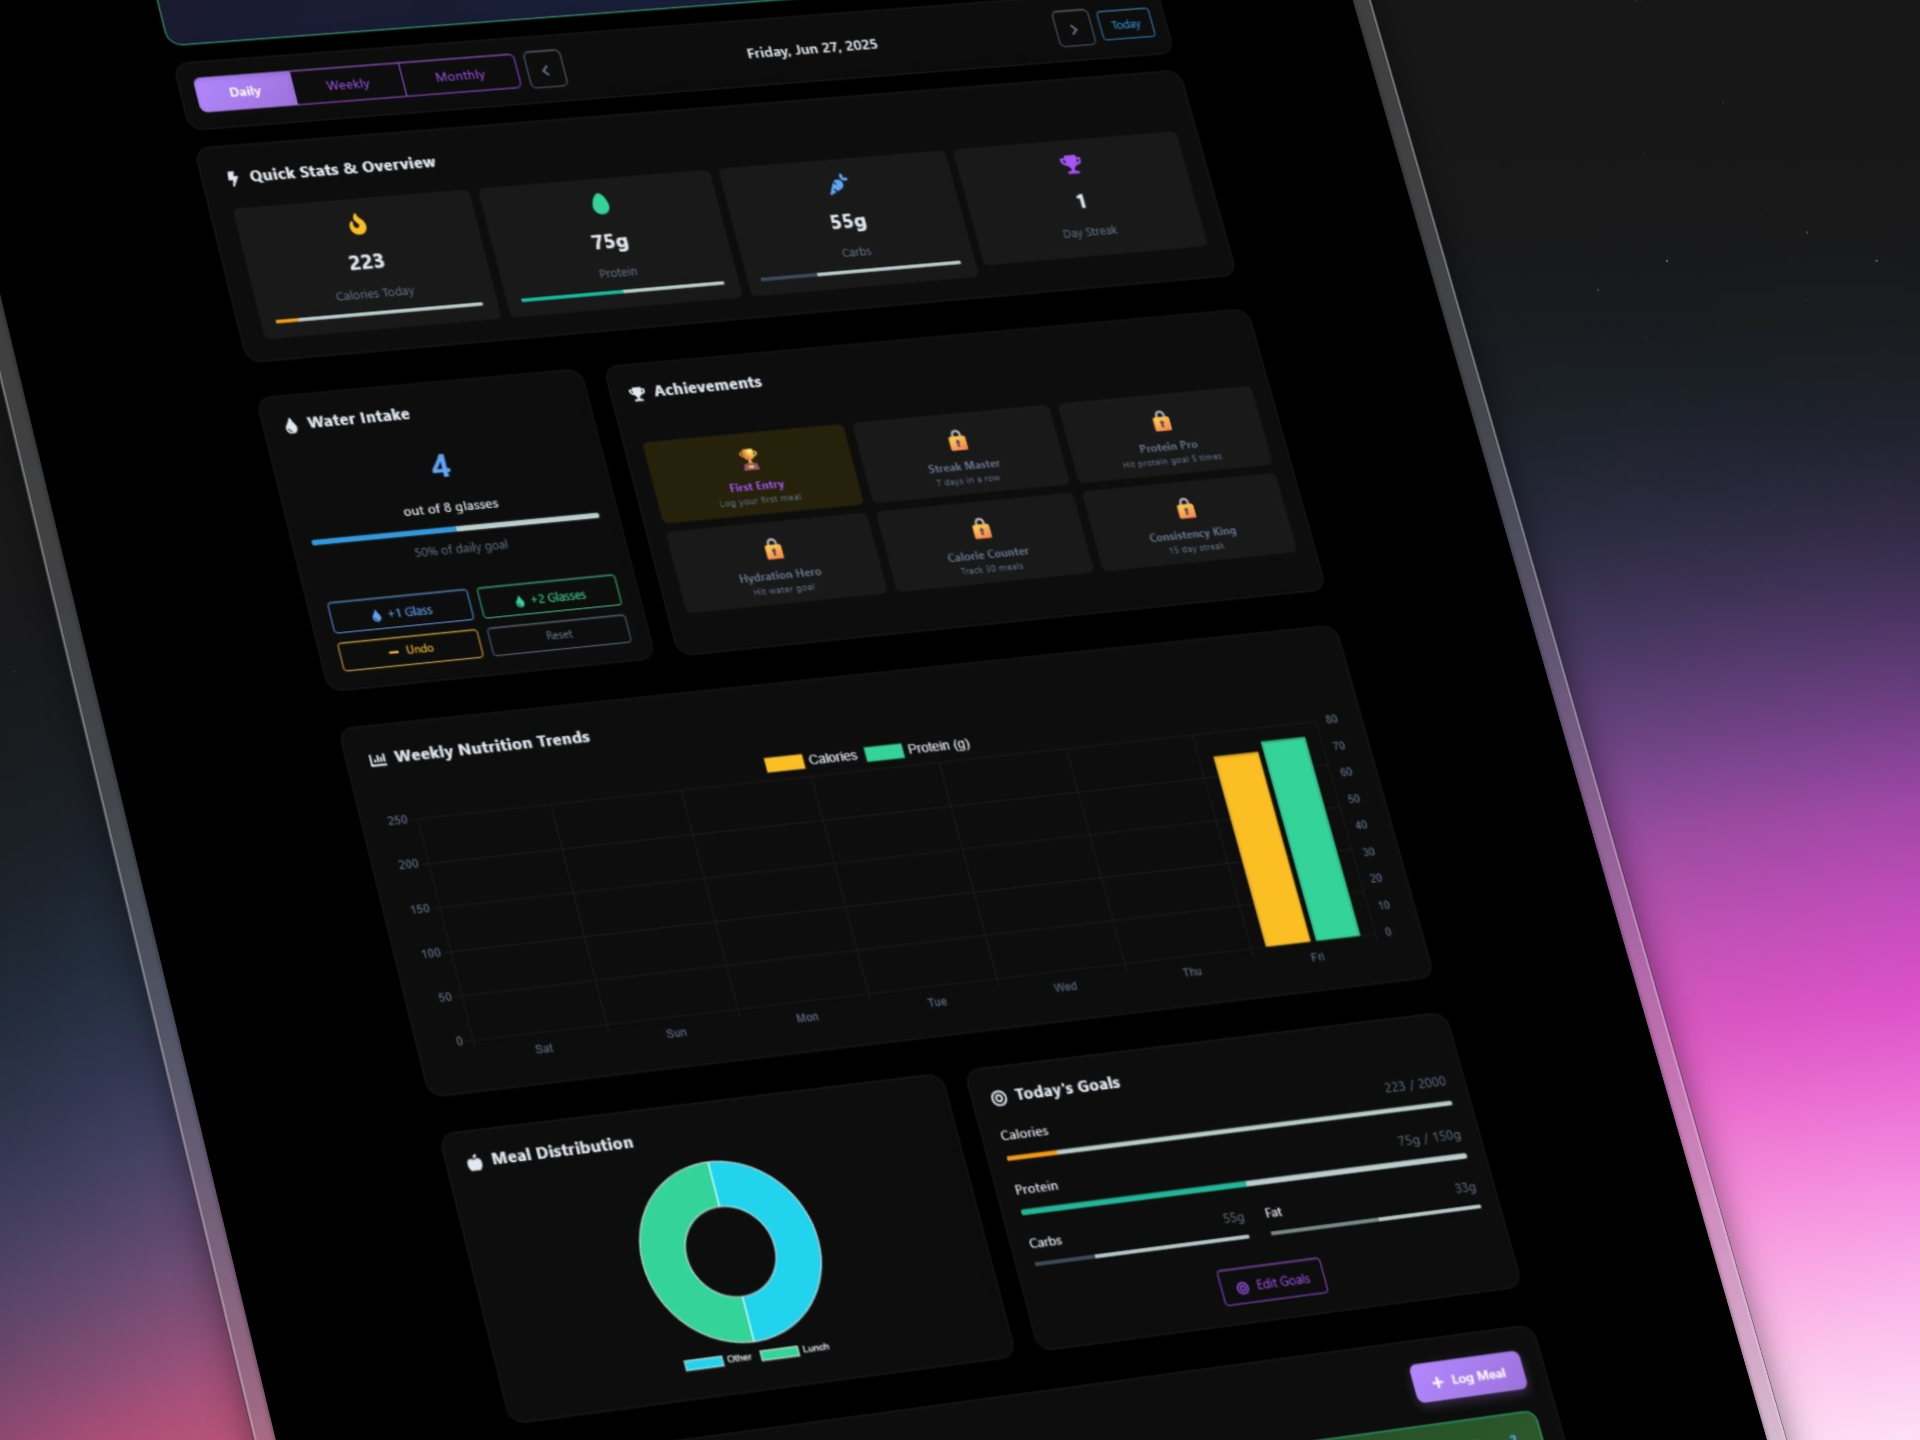 Daily
Weekly
Monthly
Friday, Jun 27, 2025
Today
Quick Stats & Overview
223
Calories Today
75g
Protein
55g
Carbs
1
Day Streak
Water Intake
4
out of 8 glasses
50% of daily goal
+1 Glass
+2 Glasses
Undo
Reset
Achievements
First Entry
Log your first meal
Streak Master
7 days in a row
Protein Pro
Hit protein goal 5 times
Hydration Hero
Hit water goal
Calorie Counter
Track 30 meals
Consistency King
15 day streak
Weekly Nutrition Trends
Calories
Protein (g)
250
200
150
100
50
0
80
70
60
50
40
30
20
10
0
Sat
Sun
Mon
Tue
Wed
Thu
Fri
Meal Distribution
Other
Lunch
Today's Goals
Calories
223 / 2000
Protein
75g / 150g
Carbs
55g
Fat
33g
Edit Goals
Log Meal